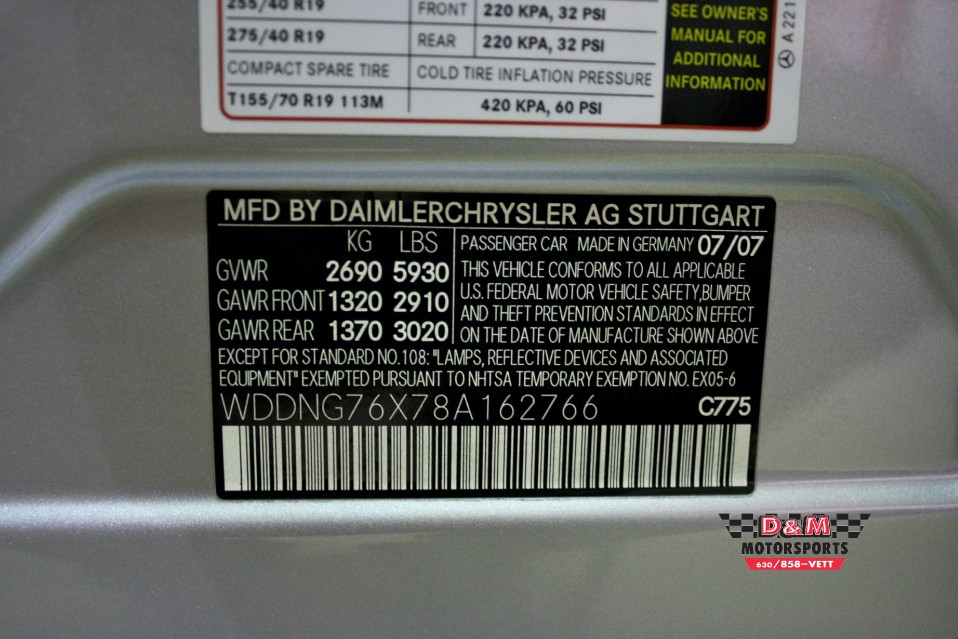 255/40 R19 FRONT 220 KPA, 32 PSI
275/40 R19 REAR 220 KPA, 32 PSI
COMPACT SPARE TIRE COLD TIRE INFLATION PRESSURE
T155/70 R19 113M 420 KPA, 60 PSI
SEE OWNER'S
MANUAL FOR
ADDITIONAL
INFORMATION
A 221
MFD BY DAIMLERCHRYSLER AG STUTTGART
KG LBS
GVWR 2690 5930
GAWR FRONT 1320 2910
GAWR REAR 1370 3020
PASSENGER CAR MADE IN GERMANY 07/07
THIS VEHICLE CONFORMS TO ALL APPLICABLE
U.S. FEDERAL MOTOR VEHICLE SAFETY,BUMPER
AND THEFT PREVENTION STANDARDS IN EFFECT
ON THE DATE OF MANUFACTURE SHOWN ABOVE
EXCEPT FOR STANDARD NO.108: "LAMPS, REFLECTIVE DEVICES AND ASSOCIATED
EQUIPMENT" EXEMPTED PURSUANT TO NHTSA TEMPORARY EXEMPTION NO. EX05-6
WDDNG76X78A162766 C775
D&M
MOTORSPORTS
630/858-VETT